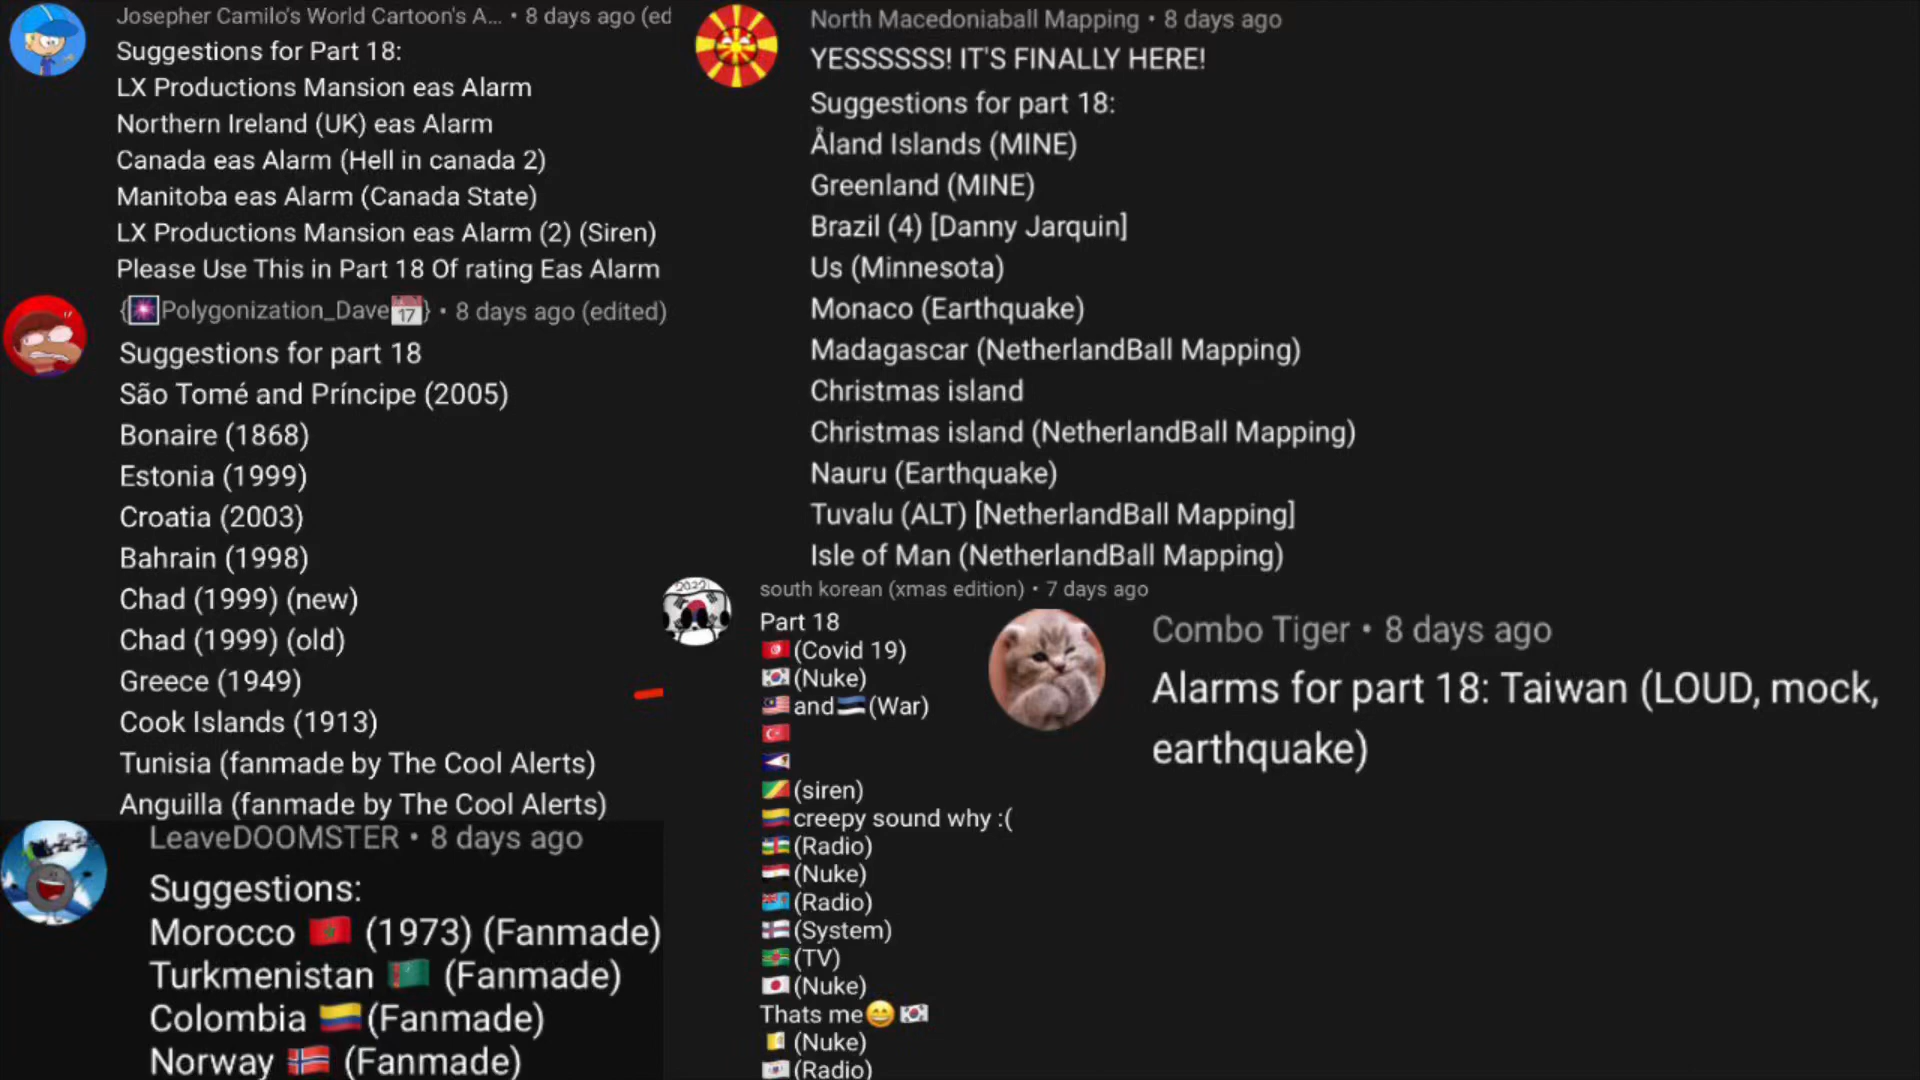 Josepher Camilo's World Cartoon's A... • 8 days ago (ed
Suggestions for Part 18:
LX Productions Mansion eas Alarm
Northern Ireland (UK) eas Alarm
Canada eas Alarm (Hell in canada 2)
Manitoba eas Alarm (Canada State)
LX Productions Mansion eas Alarm (2) (Siren)
Please Use This in Part 18 Of rating Eas Alarm
{🎆Polygonization_Dave📅} • 8 days ago (edited)
Suggestions for part 18
São Tomé and Príncipe (2005)
Bonaire (1868)
Estonia (1999)
Croatia (2003)
Bahrain (1998)
Chad (1999) (new)
Chad (1999) (old)
Greece (1949)
Cook Islands (1913)
Tunisia (fanmade by The Cool Alerts)
Anguilla (fanmade by The Cool Alerts)
LeaveDOOMSTER • 8 days ago
Suggestions:
Morocco 🇲🇦 (1973) (Fanmade)
Turkmenistan 🇹🇲 (Fanmade)
Colombia 🇨🇴(Fanmade)
Norway 🇳🇴 (Fanmade)
North Macedoniaball Mapping • 8 days ago
YESSSSSS! IT'S FINALLY HERE!
Suggestions for part 18:
Åland Islands (MINE)
Greenland (MINE)
Brazil (4) [Danny Jarquin]
Us (Minnesota)
Monaco (Earthquake)
Madagascar (NetherlandBall Mapping)
Christmas island
Christmas island (NetherlandBall Mapping)
Nauru (Earthquake)
Tuvalu (ALT) [NetherlandBall Mapping]
Isle of Man (NetherlandBall Mapping)
south korean (xmas edition) • 7 days ago
Part 18
🇹🇳(Covid 19)
🇰🇷(Nuke)
🇲🇾and🇪🇪(War)
🇹🇷
🇦🇸
🇨🇬(siren)
🇨🇴creepy sound why :(
🇨🇫(Radio)
🇪🇬(Nuke)
🇫🇯(Radio)
🇫🇴(System)
🇩🇲(TV)
🇯🇵(Nuke)
Thats me😄🇰🇷
🇻🇦(Nuke)
(Radio)
Combo Tiger • 8 days ago
Alarms for part 18: Taiwan (LOUD, mock,
earthquake)